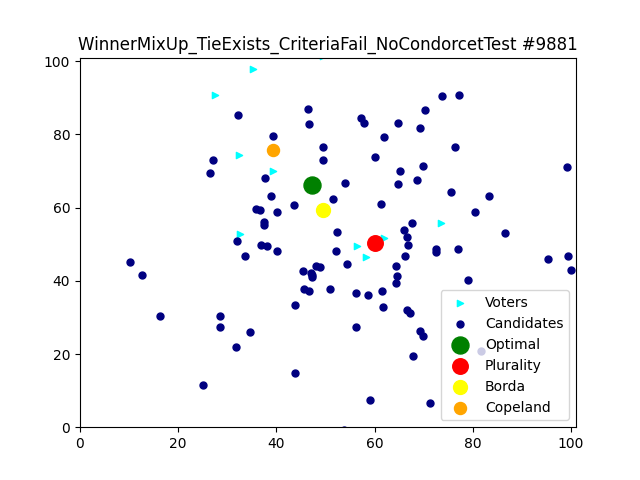 WinnerMixUp_TieExists_CriteriaFail_NoCondorcetTest #9881
100
80
60
40
20
0
0 20 40 60 80 100
Voters
Candidates
Optimal
Plurality
Borda
Copeland